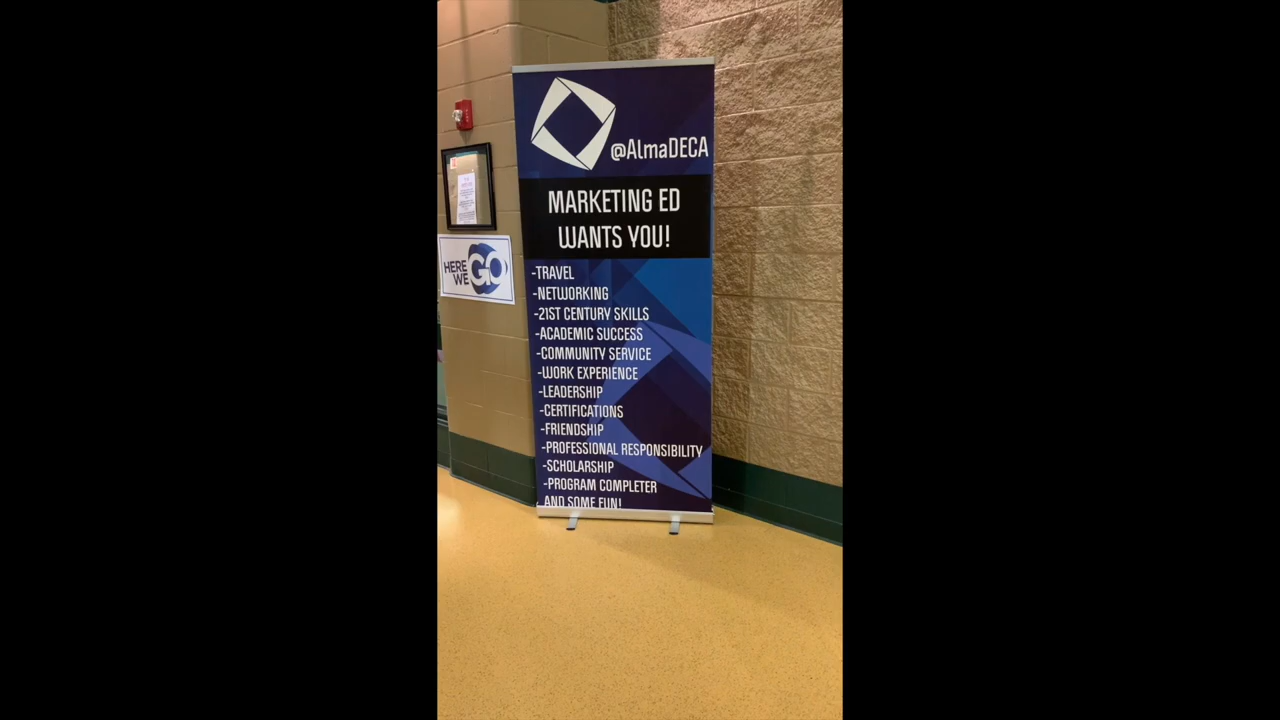 @AlmaDECA
MARKETING ED
WANTS YOU!
-TRAVEL
-NETWORKING
-21ST CENTURY SKILLS
-ACADEMIC SUCCESS
-COMMUNITY SERVICE
-WORK EXPERIENCE
-LEADERSHIP
-CERTIFICATIONS
-FRIENDSHIP
-PROFESSIONAL RESPONSIBILITY
-SCHOLARSHIP
-PROGRAM COMPLETER
AND SOME FUN!
HERE
WE
GO